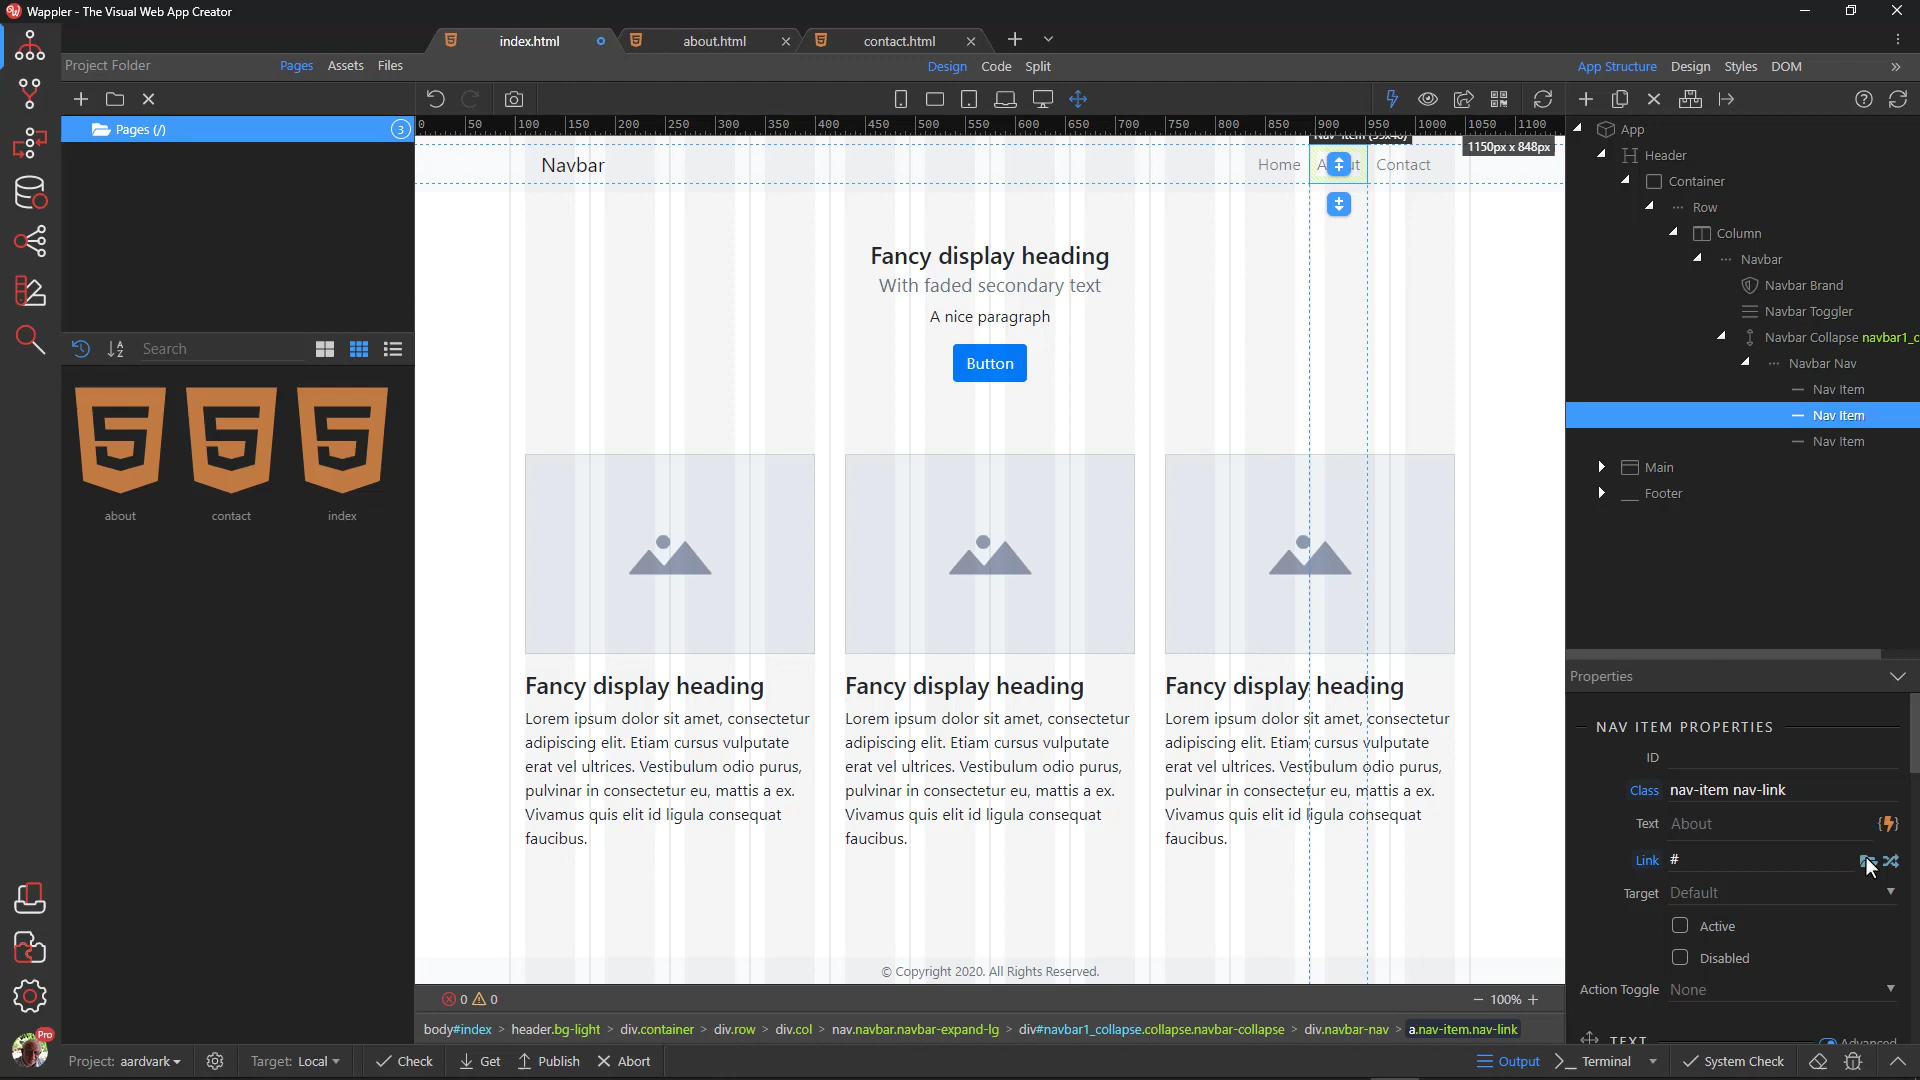 Wappler - The Visual Web App Creator
index.html
about.html
contact.html
Project Folder
Pages Assets Files
Design Code Split
App Structure Design Styles DOM
Pages (/)
3
0 50 100 150 200 250 300 350 400 450 500 550 600 650 700 750 800 850 900 950 1000 1050 1100
1150px x 848px
Navbar
Home
Contact
Fancy display heading
With faded secondary text
A nice paragraph
Button
Search
about
contact
index
Fancy display heading
Lorem ipsum dolor sit amet, consectetur
adipiscing elit. Etiam cursus vulputate
erat vel ultrices. Vestibulum odio purus,
pulvinar in consectetur eu, mattis a ex.
Vivamus quis elit id ligula consequat
faucibus.
Fancy display heading
Lorem ipsum dolor sit amet, consectetur
adipiscing elit. Etiam cursus vulputate
erat vel ultrices. Vestibulum odio purus,
pulvinar in consectetur eu, mattis a ex.
Vivamus quis elit id ligula consequat
faucibus.
Fancy display heading
Lorem ipsum dolor sit amet, consectetur
adipiscing elit. Etiam cursus vulputate
erat vel ultrices. Vestibulum odio purus,
pulvinar in consectetur eu, mattis a ex.
Vivamus quis elit id ligula consequat
faucibus.
© Copyright 2020. All Rights Reserved.
App
Header
Container
Row
Column
Navbar
Navbar Brand
Navbar Toggler
Navbar Collapse navbar1_c
Navbar Nav
Nav Item
Nav Item
Nav Item
Main
Footer
Properties
NAV ITEM PROPERTIES
ID
Class nav-item nav-link
Text About
Link #
Target Default
Active
Disabled
Action Toggle None
TEXT
Advanced
0 0
100%
body#index > header.bg-light > div.container > div.row > div.col > nav.navbar.navbar-expand-lg > div#navbar1_collapse.collapse.navbar-collapse > div.navbar-nav > a.nav-item.nav-link
Pro
Project: aardvark
Target: Local
Check
Get
Publish
Abort
Output
Terminal
System Check